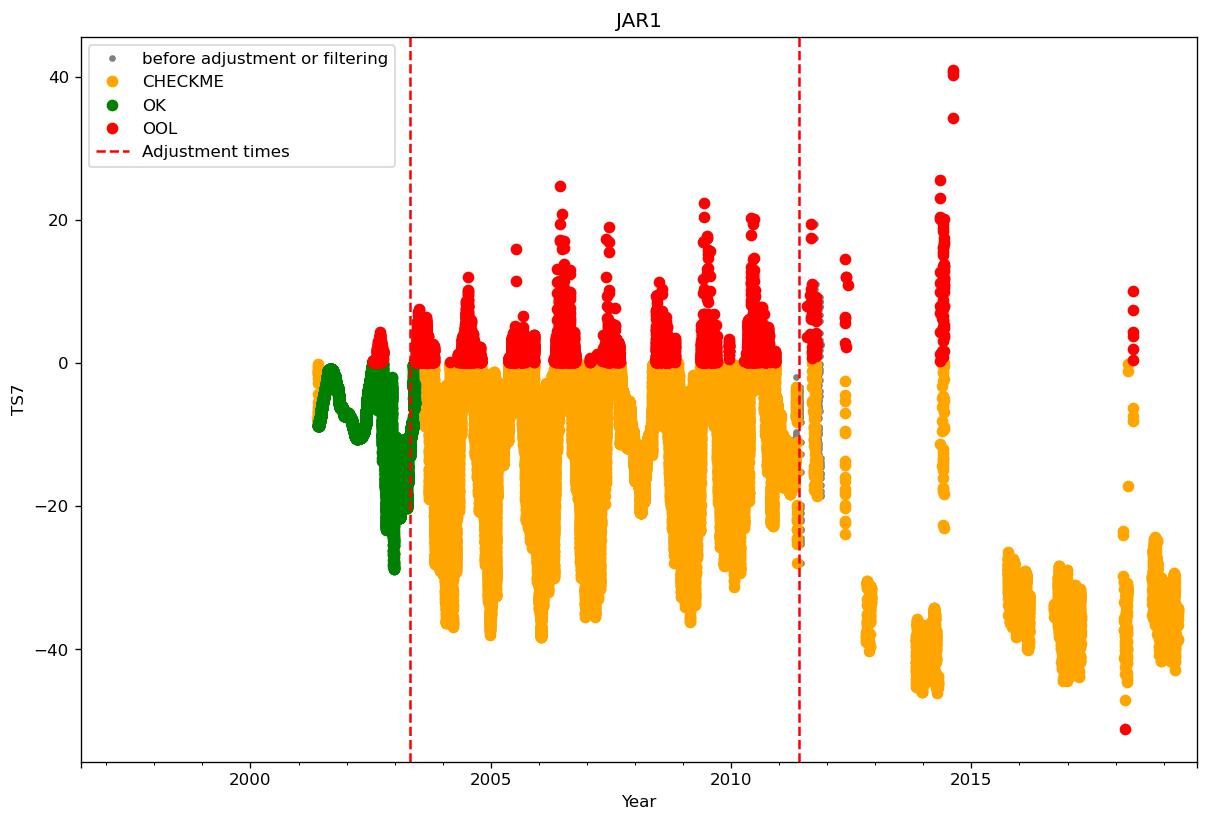 JAR1
before adjustment or filtering
CHECKME
OK
OOL
Adjustment times
40
20
0
−20
−40
TS7
2000
2005
2010
2015
Year